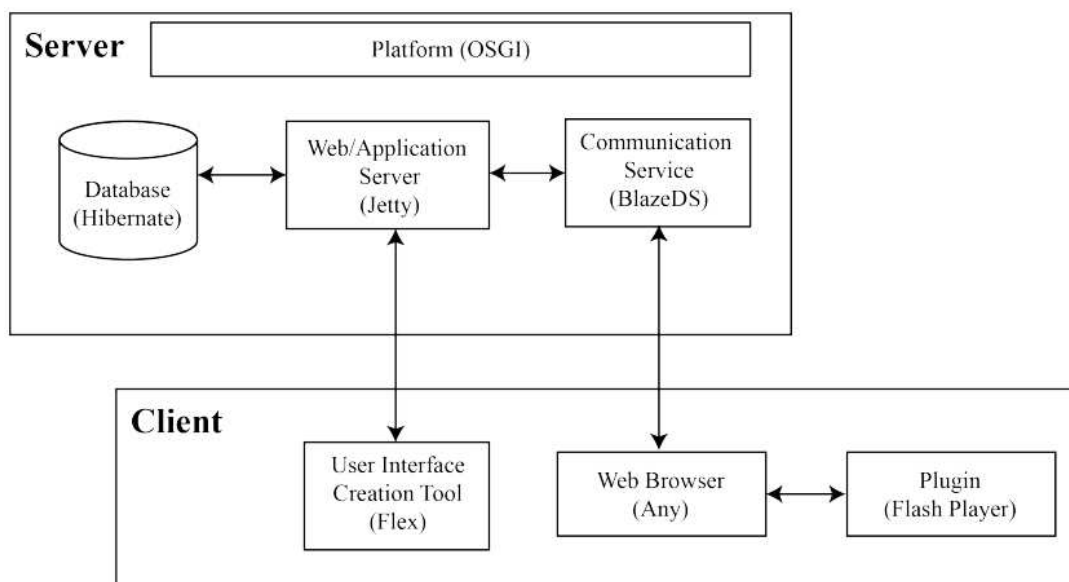 Server
Platform (OSGI)
Database
(Hibernate)
Web/Application
Server
(Jetty)
Communication
Service
(BlazeDS)
Client
User Interface
Creation Tool
(Flex)
Web Browser
(Any)
Plugin
(Flash Player)